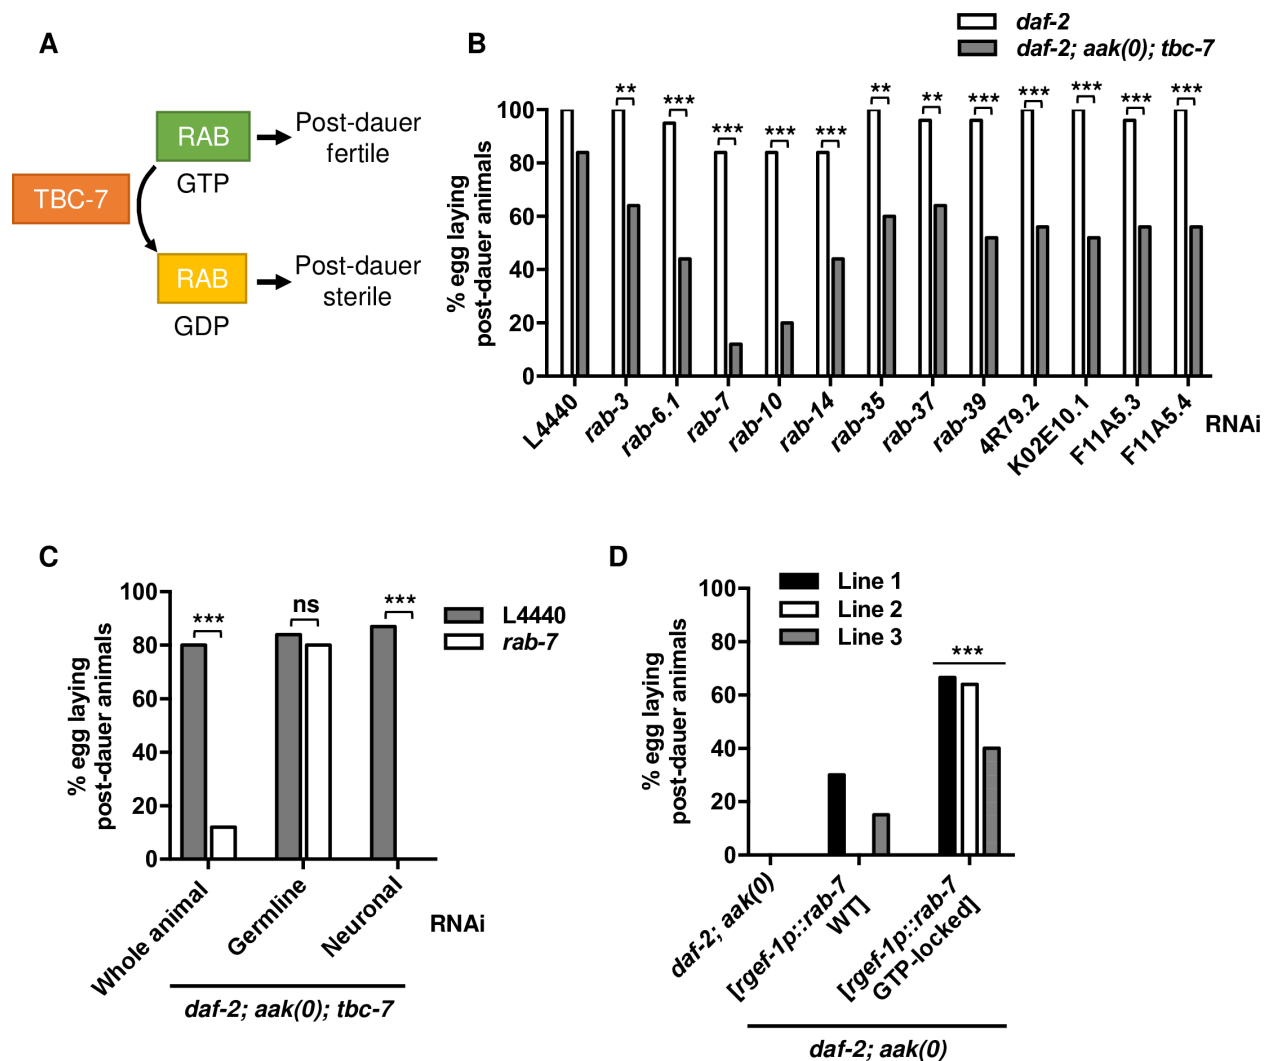 A
RAB
GTP
Post-dauer
fertile
TBC-7
RAB
GDP
Post-dauer
sterile
B
daf-2
daf-2; aak(0); tbc-7
% egg laying
post-dauer animals
100
80
60
40
20
0
** *** *** *** *** ** ** *** *** *** *** ***
L4440
rab-3
rab-6.1
rab-7
rab-10
rab-14
rab-35
rab-37
rab-39
4R79.2
K02E10.1
F11A5.3
F11A5.4
RNAi
C
% egg laying
post-dauer animals
100
80
60
40
20
0
*** ns ***
L4440
rab-7
Whole animal
Germline
Neuronal
RNAi
daf-2; aak(0); tbc-7
D
% egg laying
post-dauer animals
100
80
60
40
20
0
Line 1
Line 2
Line 3
***
daf-2; aak(0)
[rgef-1p::rab-7
WT]
[rgef-1p::rab-7
GTP-locked]
daf-2; aak(0)